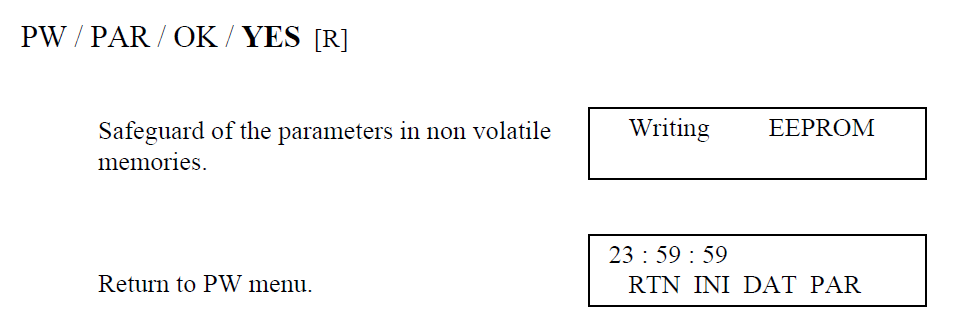 PW / PAR / OK / YES [R]
Safeguard of the parameters in non volatile
memories.
Writing EEPROM
23 : 59 : 59
RTN INI DAT PAR
Return to PW menu.